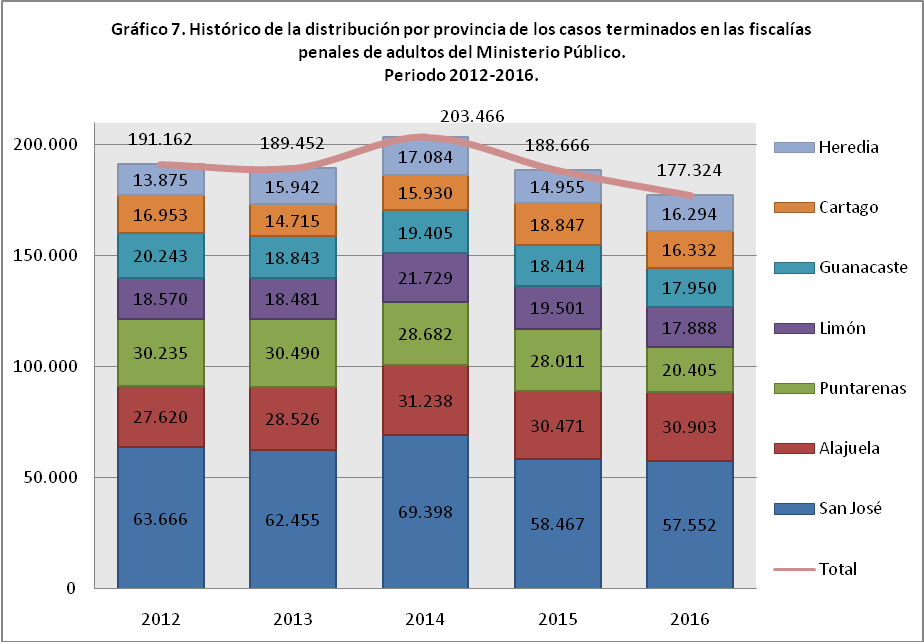 Gráfico 7. Histórico de la distribución por provincia de los casos terminados en las fiscalías
penales de adultos del Ministerio Público.
Periodo 2012-2016.
203.466
191.162 189.452 188.666 177.324
200.000
150.000
100.000
50.000
0
13.875 15.942 17.084 14.955 16.294
16.953 14.715 15.930 18.847 16.332
20.243 18.843 19.405 18.414 17.950
18.570 18.481 21.729 19.501 17.888
30.235 30.490 28.682 28.011 20.405
27.620 28.526 31.238 30.471 30.903
63.666 62.455 69.398 58.467 57.552
2012 2013 2014 2015 2016
Heredia
Cartago
Guanacaste
Limón
Puntarenas
Alajuela
San José
Total